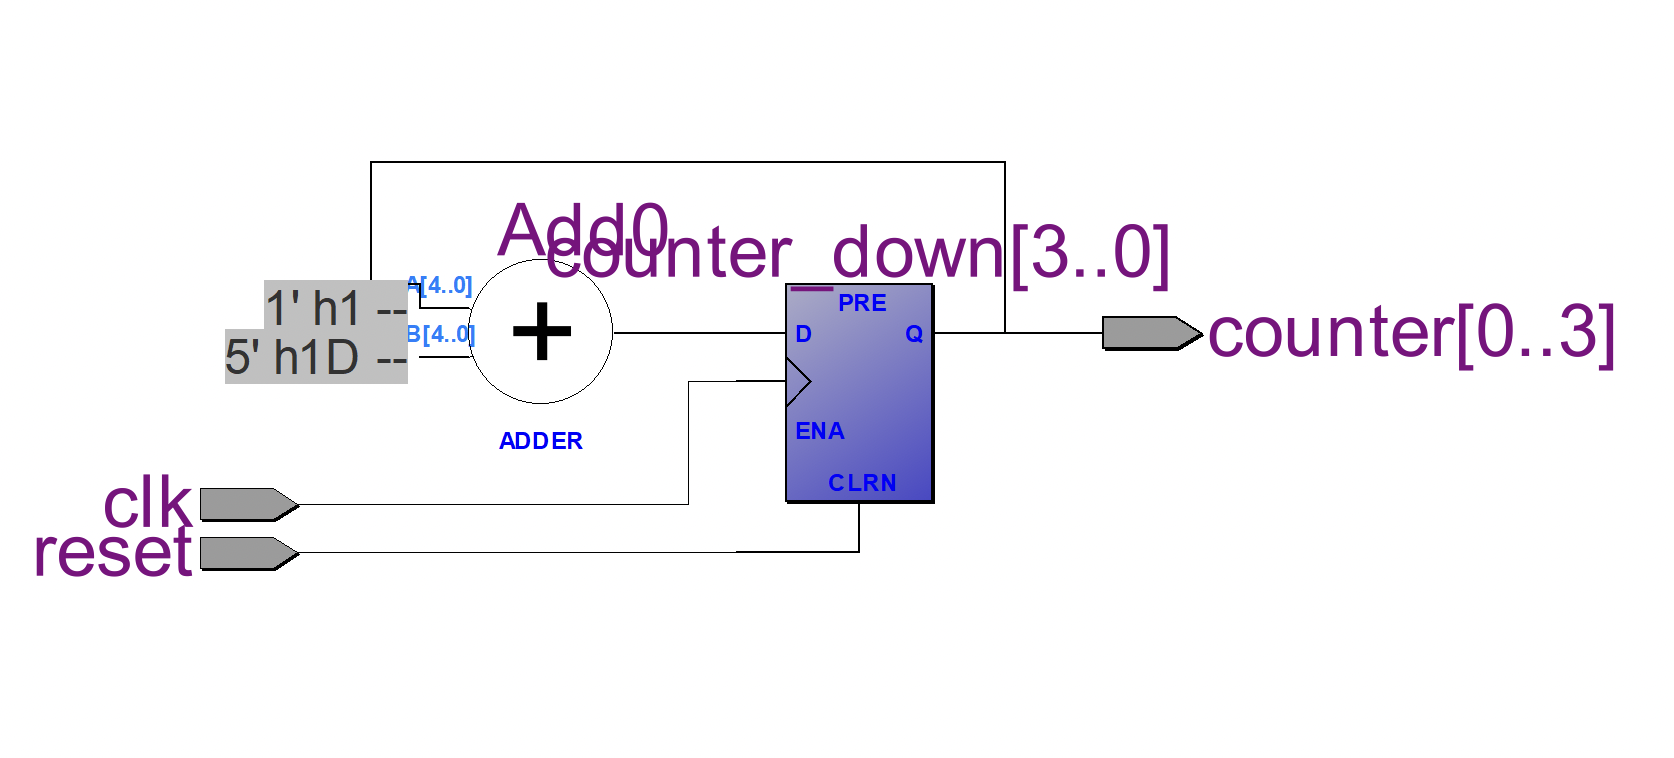 Add0
counter_down[3..0]
A[4..0]
1' h1 --
PRE
B[4..0]
5' h1D --
D
Q
counter[0..3]
ENA
ADDER
CLRN
clk
reset